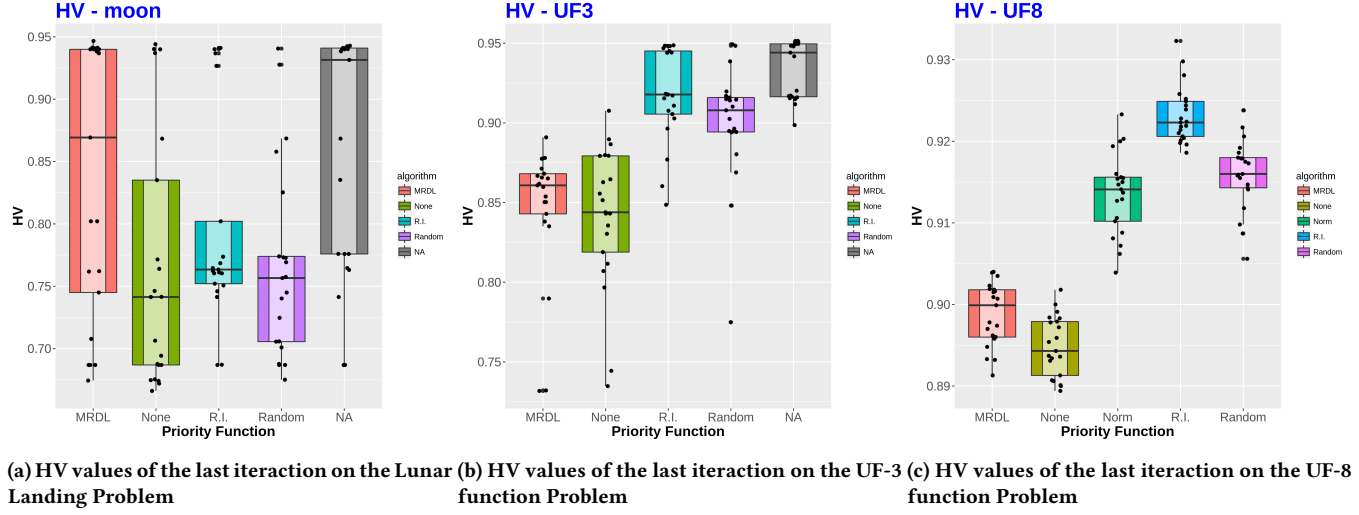 HV - moon
HV
0.95
0.90
0.85
0.80
0.75
0.70
MRDL None R.I. Random NA
Priority Function
algorithm
MRDL
None
R.I.
Random
NA
HV - UF3
HV
0.95
0.90
0.85
0.80
0.75
MRDL None R.I. Random NA
Priority Function
algorithm
MRDL
None
R.I.
Random
NA
HV - UF8
HV
0.93
0.92
0.91
0.90
0.89
MRDL None Norm R.I. Random
Priority Function
algorithm
MRDL
None
Norm
R.I.
Random
(a) HV values of the last iteraction on the Lunar
Landing Problem
(b) HV values of the last iteraction on the UF-3
function Problem
(c) HV values of the last iteraction on the UF-8
function Problem